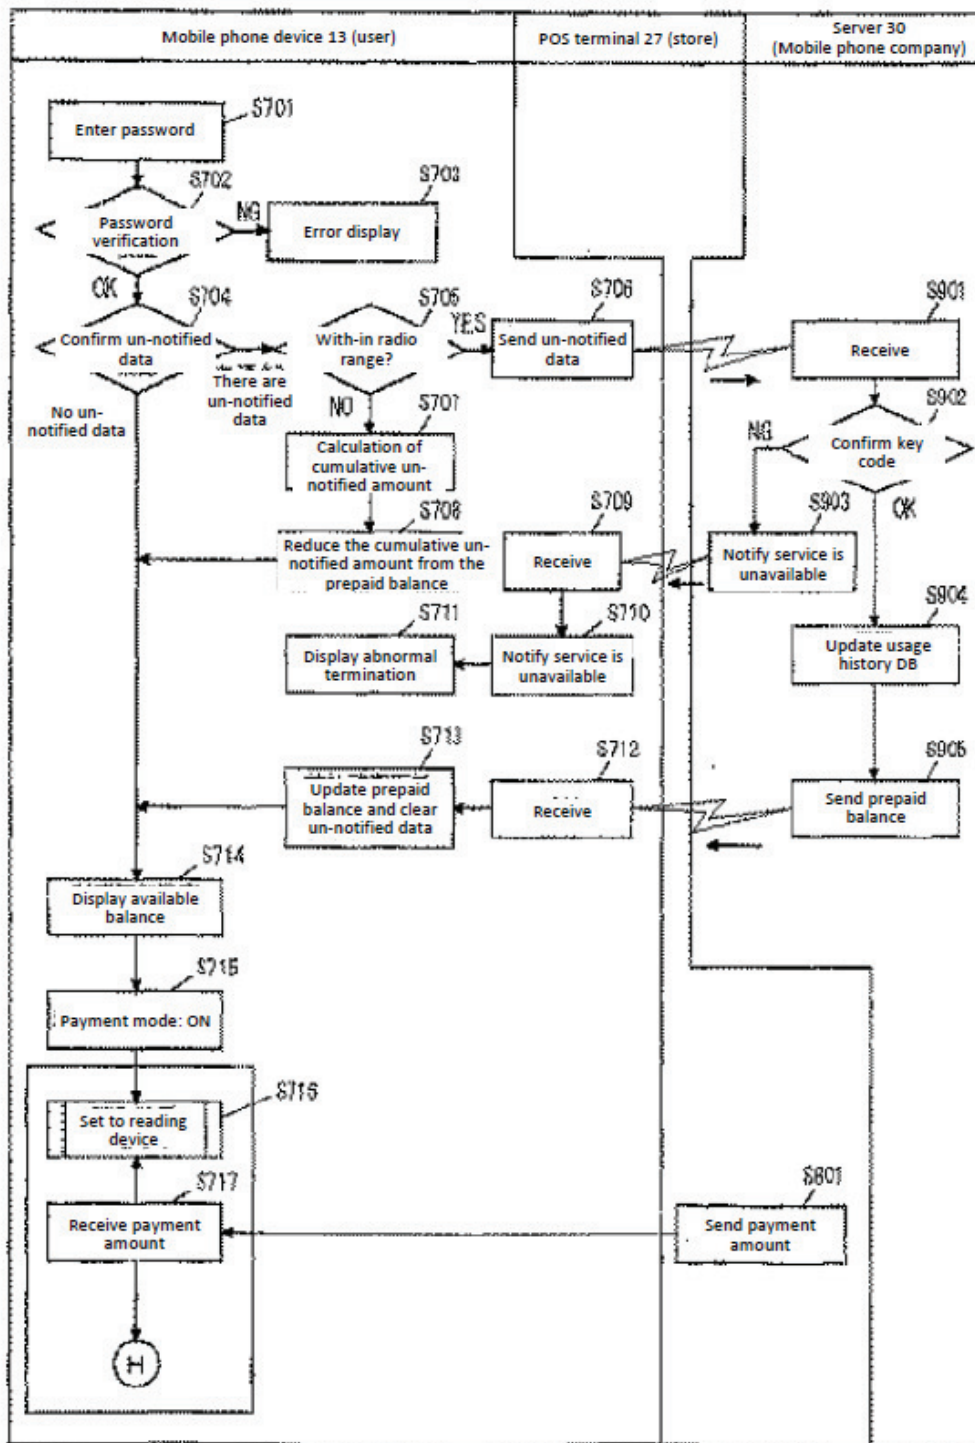 Mobile phone device 13 (user)
POS terminal 27 (store)
Server 30
(Mobile phone company)
S701
Enter password
S702
Password
verification
NG
S703
Error display
OK
S704
Confirm un-notified
data
There are
un-notified
data
No un-
notified data
S705
With-in radio
range?
YES
NO
S706
Send un-notified
data
S901
Receive
S902
Confirm key
code
NG
OK
S707
Calculation of
cumulative un-
notified amount
S708
Reduce the cumulative un-
notified amount from the
prepaid balance
S709
Receive
S903
Notify service is
unavailable
S904
Update usage
history DB
S711
Display abnormal
termination
S710
Notify service is
unavailable
S713
Update prepaid
balance and clear
un-notified data
S712
Receive
S905
Send prepaid
balance
S714
Display available
balance
S715
Payment mode: ON
S716
Set to reading
device
S717
Receive payment
amount
S801
Send payment
amount
H